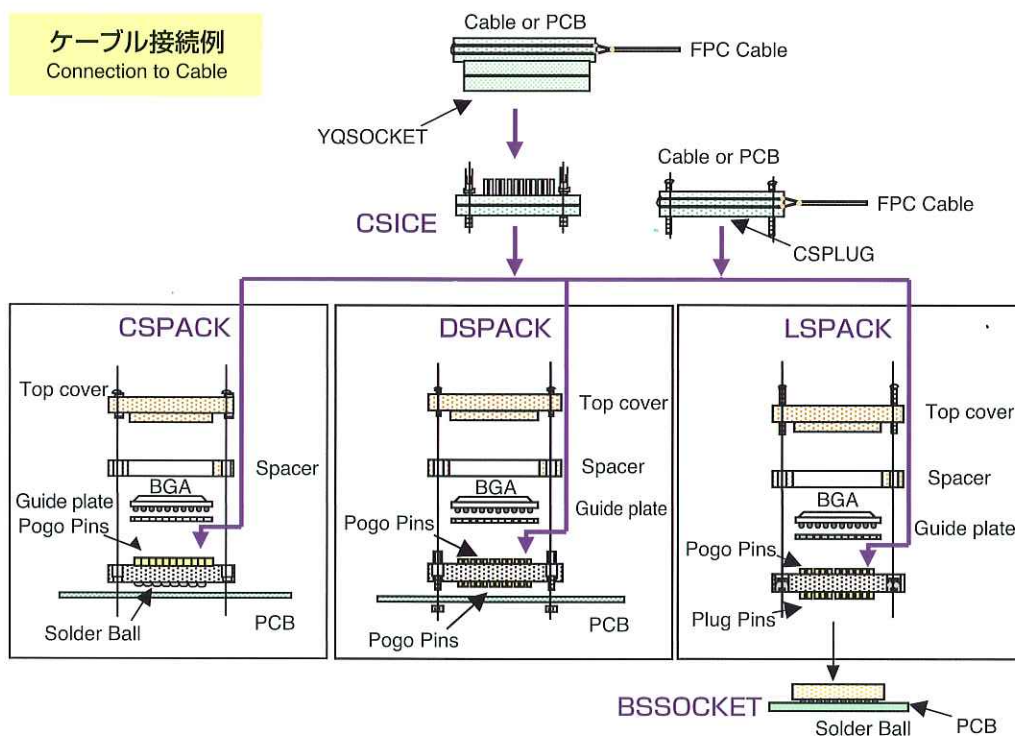 ケーブル接続例
Connection to Cable
Cable or PCB
FPC Cable
YQSOCKET
Cable or PCB
FPC Cable
CSICE
CSPLUG
CSPACK
Top cover
Spacer
BGA
Guide plate
Pogo Pins
Solder Ball
PCB
DSPACK
Top cover
Spacer
BGA
Guide plate
Pogo Pins
Pogo Pins
PCB
LSPACK
Top cover
Spacer
BGA
Guide plate
Pogo Pins
Plug Pins
BSSOCKET
Solder Ball
PCB